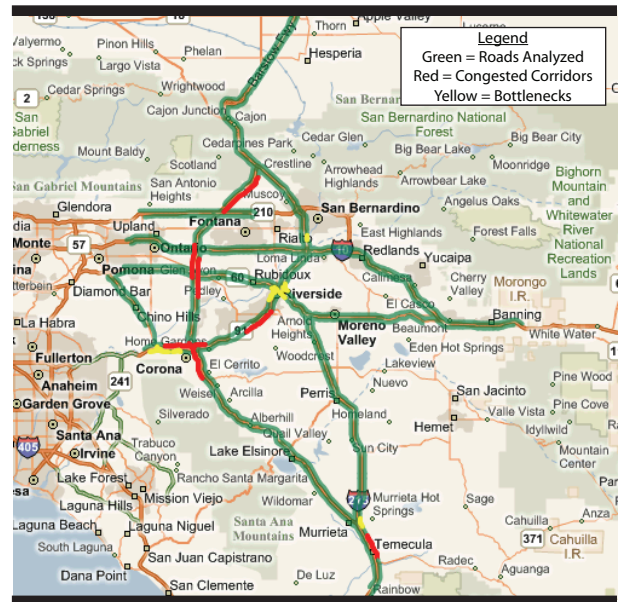 Legend
Green = Roads Analyzed
Red = Congested Corridors
Yellow = Bottlenecks
Thorn
Apple Valley
Valyermo
Pinon Hills
Phelan
Hesperia
Largo Vista
Barstow Fwy
Wrightwood
2
Cedar Springs
Cajon Junction
Cajon
San Gabriel
Cedarpines Park
Cedar Glen
San Bernardino National
Forest
Big Bear City
Mount Baldy
Crestline
Big Bear Lake
Moonridge
Scotland
Arrowhead
Highlands
Arrowbear Lake
San Gabriel Mountains
San Antonio
Heights
Muscoy
Angelus Oaks
Bighorn
Mountain
and
Whitewater
River
National
Recreation
Lands
Glendora
210
San Bernardino
Upland
Fontana
East Highlands
Forest Falls
57
Monte
Ontario
10
Redlands
Yucaipa
Loma Linda
Pomona
60
Rubidoux
Calimesa
Cherry
Valley
Morongo
I.R.
Diamond Bar
Riverside
El Casco
Chino Hills
La Habra
91
Arnold
Heights
Moreno
Valley
Beaumont
Banning
White Water
Home Gardens
Fullerton
Woodcrest
Eden Hot Springs
Corona
Lakeview
241
El Cerrito
Anaheim
Nuevo
Pine Wood
Garden Grove
Arcilla
Perris
San Jacinto
Pine Cove
Silverado
Alberhill
Homeland
Valle Vista
Santa Ana
Hemet
Idyllwild
405
Irvine
Trabuco
Canyon
Quail Valley
Mountain
Center
Lake Elsinore
Sun City
Lake Forest
Rancho Santa Margarita
Mission Viejo
Wildomar
215
Murrieta Hot
Springs
Sage
Laguna Hills
Anza
Laguna Beach
Laguna Niguel
Santa Ana
Mountains
Murrieta
Cahuilla
South Laguna
Temecula
371
Cahuilla
I.R.
San Juan Capistrano
Radec
Dana Point
De Luz
Aguanga
San Clemente
Rainbow